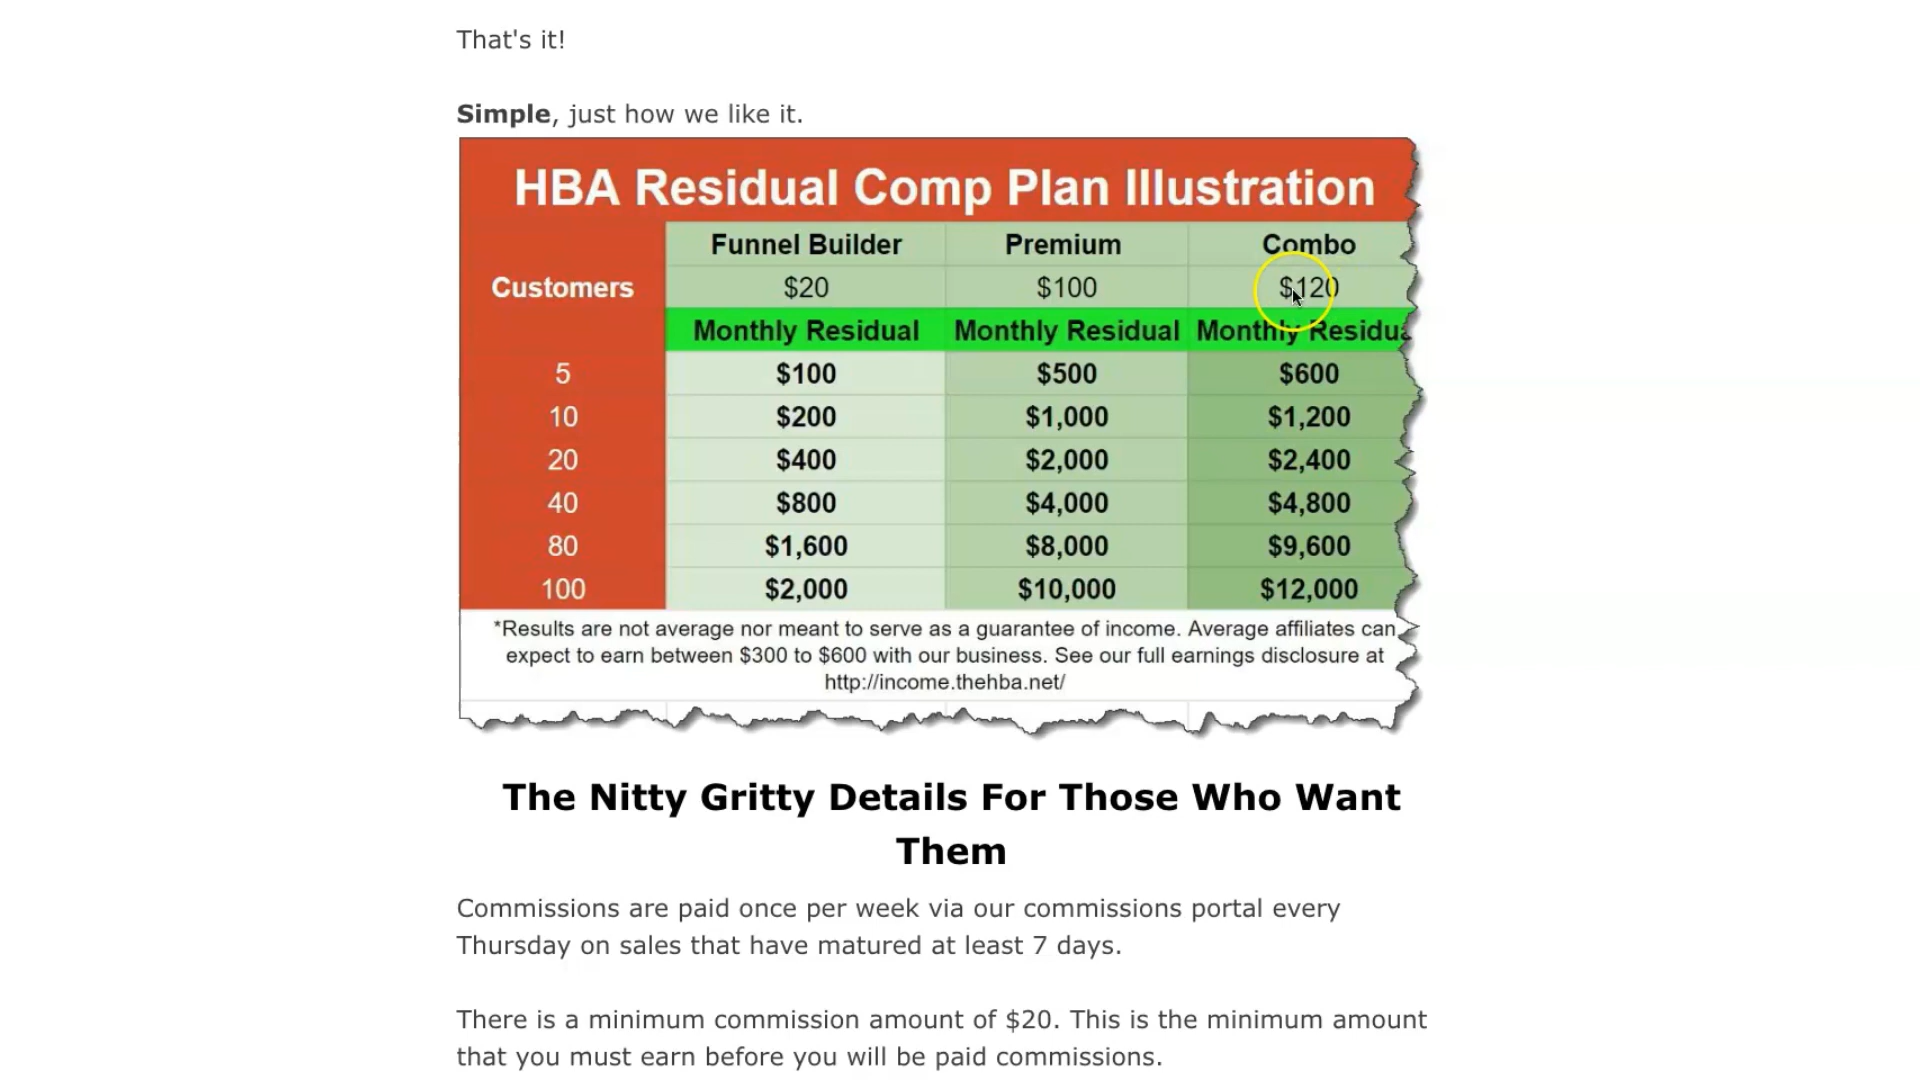 That's it!
Simple, just how we like it.
HBA Residual Comp Plan Illustration
Funnel Builder Premium Combo
Customers $20 $100 $120
Monthly Residual Monthly Residual Monthly Residua
5 $100 $500 $600
10 $200 $1,000 $1,200
20 $400 $2,000 $2,400
40 $800 $4,000 $4,800
80 $1,600 $8,000 $9,600
100 $2,000 $10,000 $12,000
*Results are not average nor meant to serve as a guarantee of income. Average affiliates can
expect to earn between $300 to $600 with our business. See our full earnings disclosure at
http://income.thehba.net/
The Nitty Gritty Details For Those Who Want
Them
Commissions are paid once per week via our commissions portal every
Thursday on sales that have matured at least 7 days.
There is a minimum commission amount of $20. This is the minimum amount
that you must earn before you will be paid commissions.